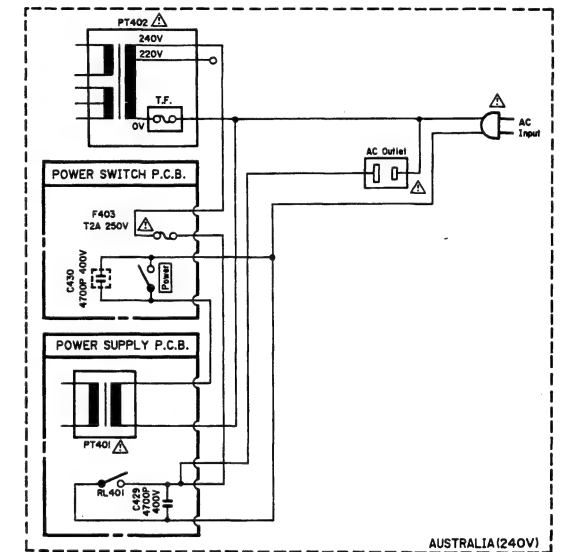 PT402
240V
220V
T.F.
0V
AC
Input
AC Outlet
POWER SWITCH P.C.B.
F403
T2A 250V
C430
4700P 400V
Power
POWER SUPPLY P.C.B.
PT401
RL401
C429
4700P
400V
AUSTRALIA(240V)